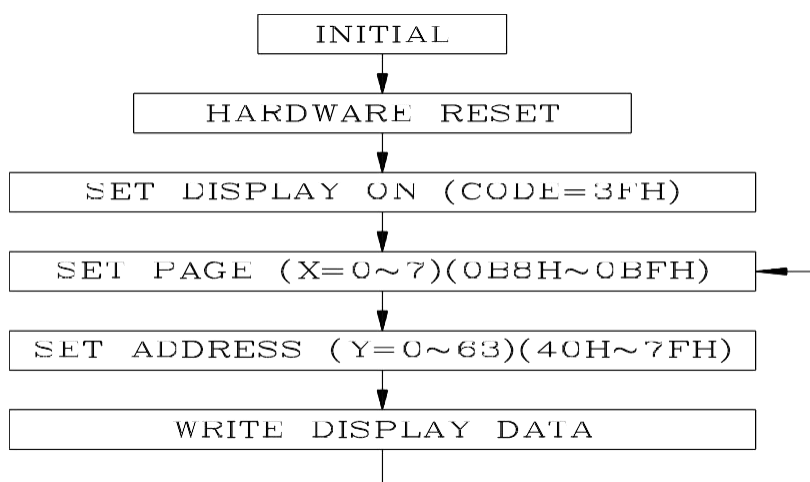 INITIAL
HARDWARE RESET
SET DISPLAY ON (CODE=3FH)
SET PAGE (X=0~7)(0B8H~0BFH)
SET ADDRESS (Y=0~63)(40H~7FH)
WRITE DISPLAY DATA